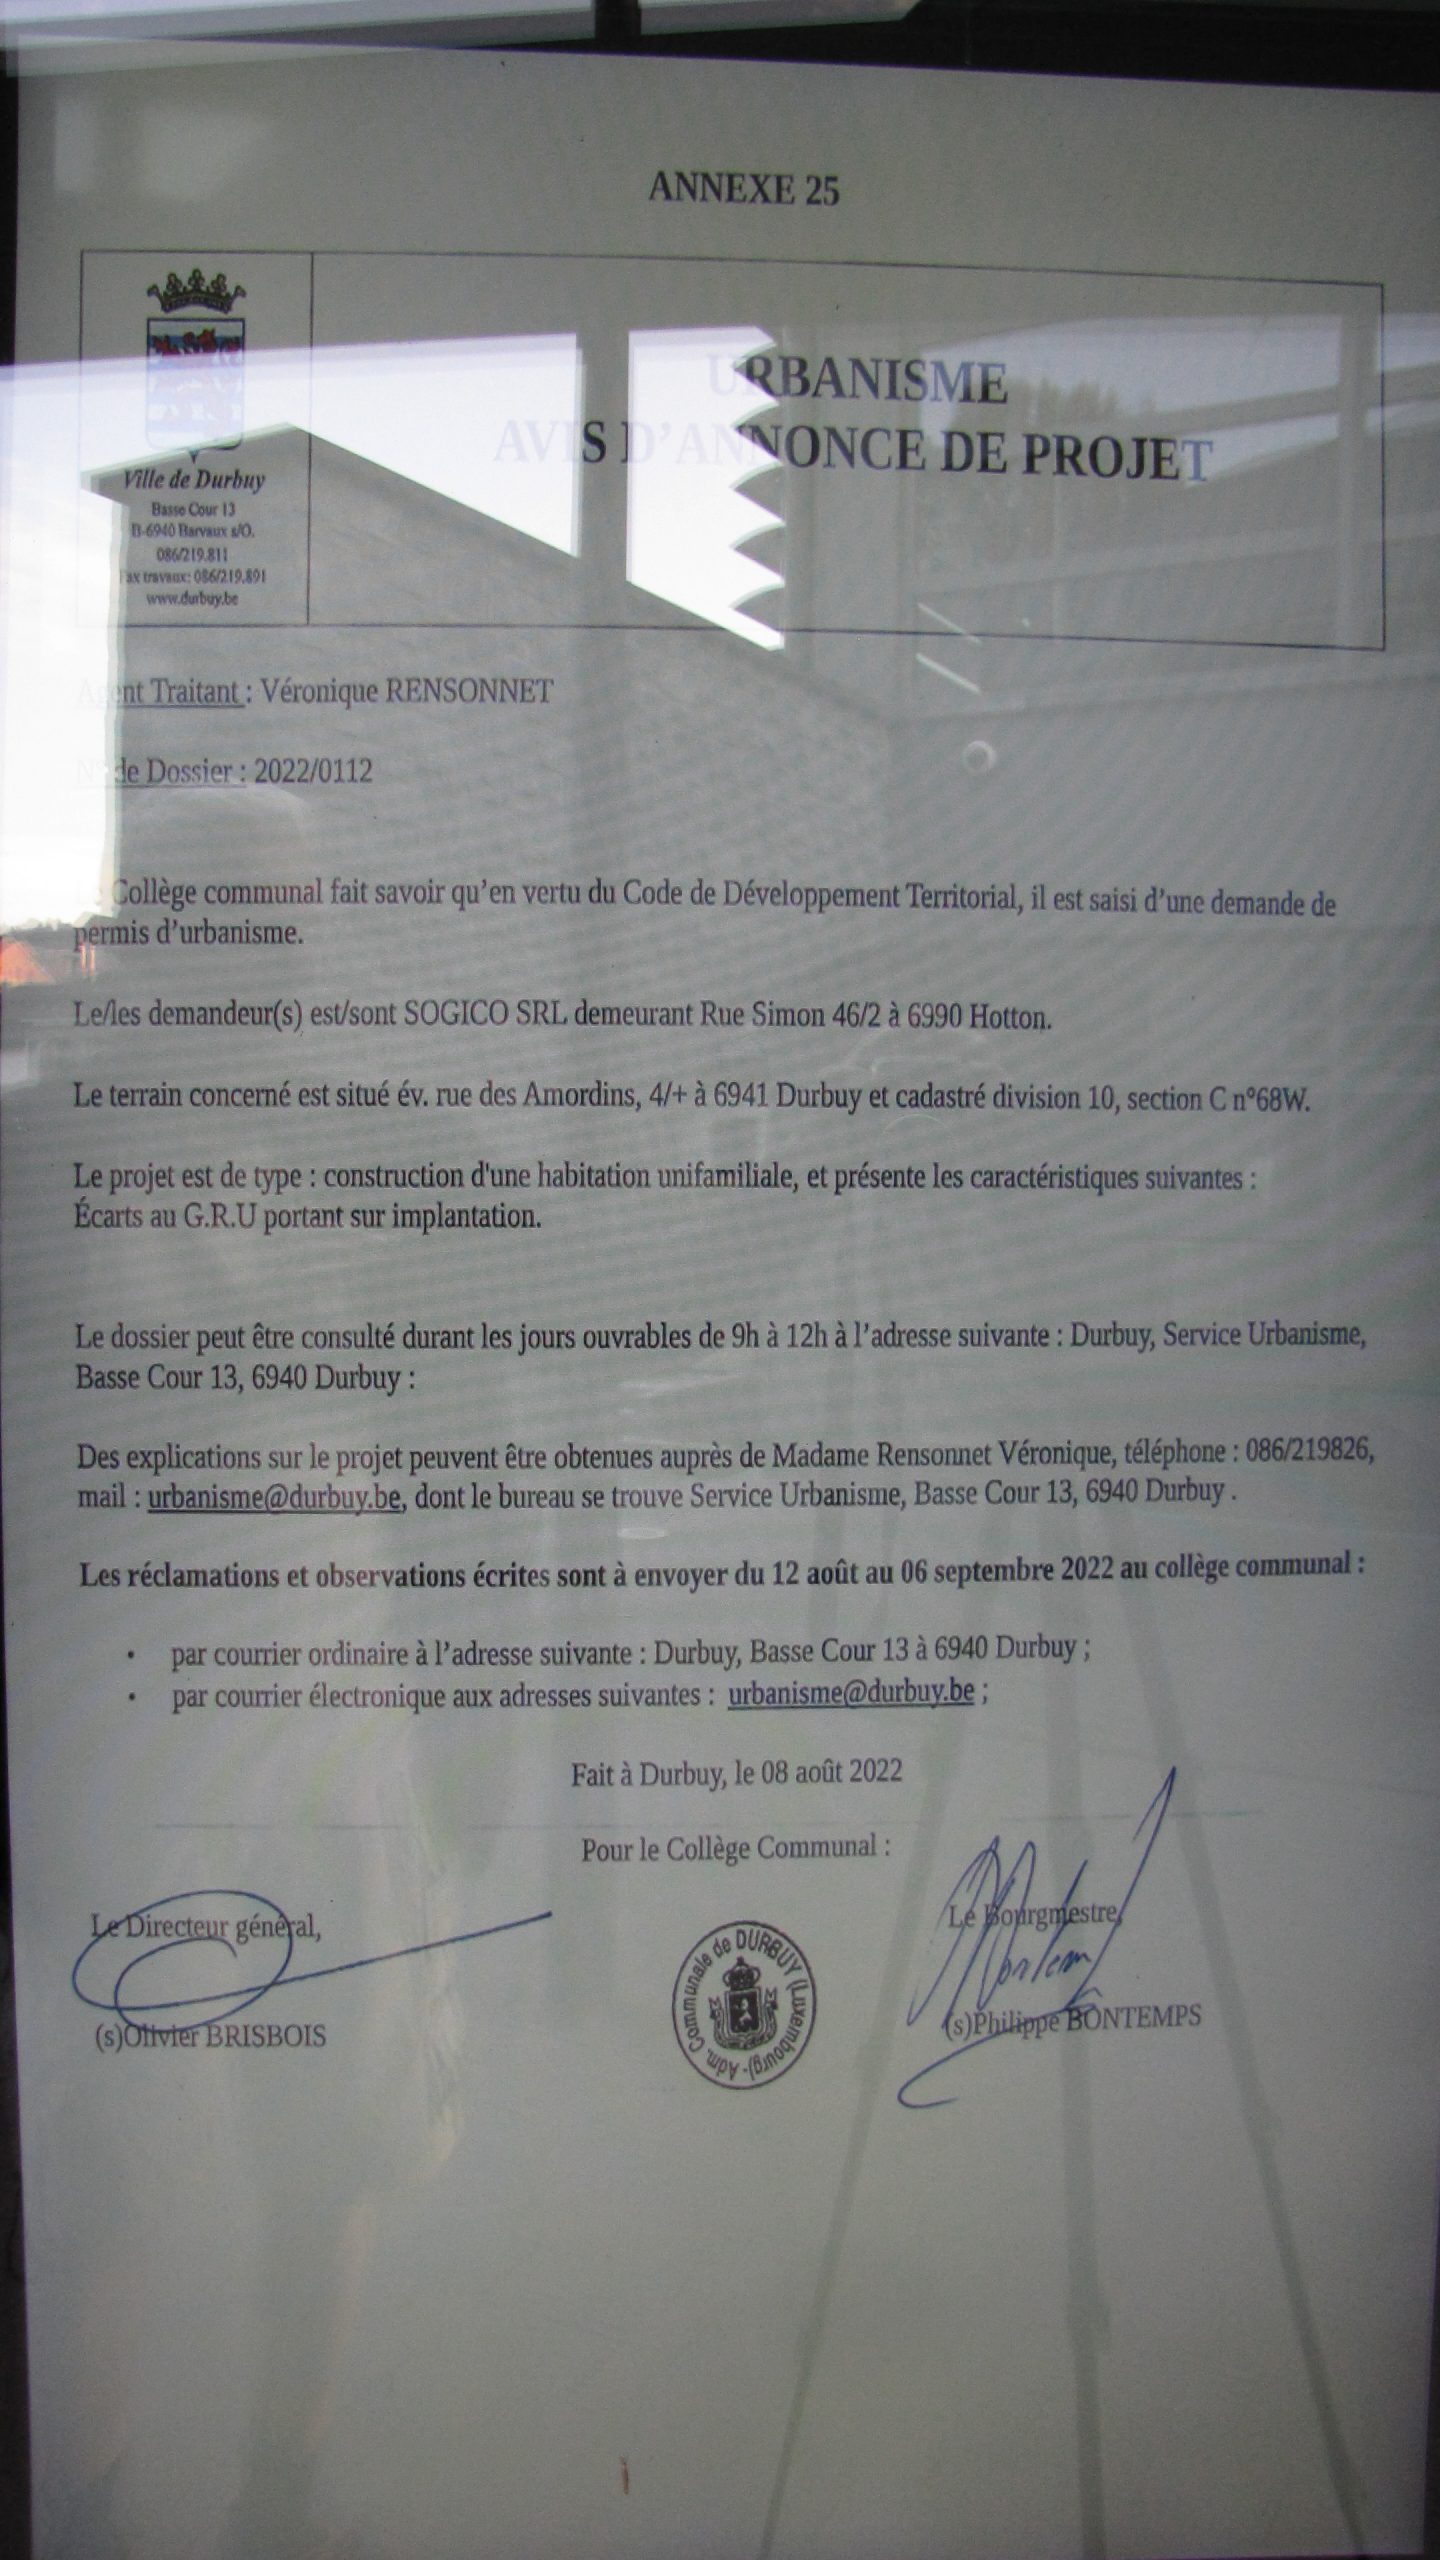 ANNEXE 25
Ville de Durbuy
Basse Cour 13
B-6940 Barvaux s/O.
086/219.811
Fax travaux: 086/219.891
www.durbuy.be
URBANISME
AVIS D'ANNONCE DE PROJET
Agent Traitant : Véronique RENSONNET
N° de Dossier : 2022/0112
Le Collège communal fait savoir qu'en vertu du Code de Développement Territorial, il est saisi d'une demande de
permis d'urbanisme.
Le/les demandeur(s) est/sont SOGICO SRL demeurant Rue Simon 46/2 à 6990 Hotton.
Le terrain concerné est situé év. rue des Amordins, 4/+ à 6941 Durbuy et cadastré division 10, section C n°68W.
Le projet est de type : construction d'une habitation unifamiliale, et présente les caractéristiques suivantes :
Écarts au G.R.U portant sur implantation.
Le dossier peut être consulté durant les jours ouvrables de 9h à 12h à l'adresse suivante : Durbuy, Service Urbanisme,
Basse Cour 13, 6940 Durbuy :
Des explications sur le projet peuvent être obtenues auprès de Madame Rensonnet Véronique, téléphone : 086/219826,
mail : urbanisme@durbuy.be, dont le bureau se trouve Service Urbanisme, Basse Cour 13, 6940 Durbuy .
Les réclamations et observations écrites sont à envoyer du 12 août au 06 septembre 2022 au collège communal :
• par courrier ordinaire à l'adresse suivante : Durbuy, Basse Cour 13 à 6940 Durbuy ;
• par courrier électronique aux adresses suivantes : urbanisme@durbuy.be ;
Fait à Durbuy, le 08 août 2022
Pour le Collège Communal :
Le Directeur général,
(s)Olivier BRISBOIS
Adm. Communale de DURBUY (Luxembourg)-
Le Bourgmestre,
(s)Philippe BONTEMPS